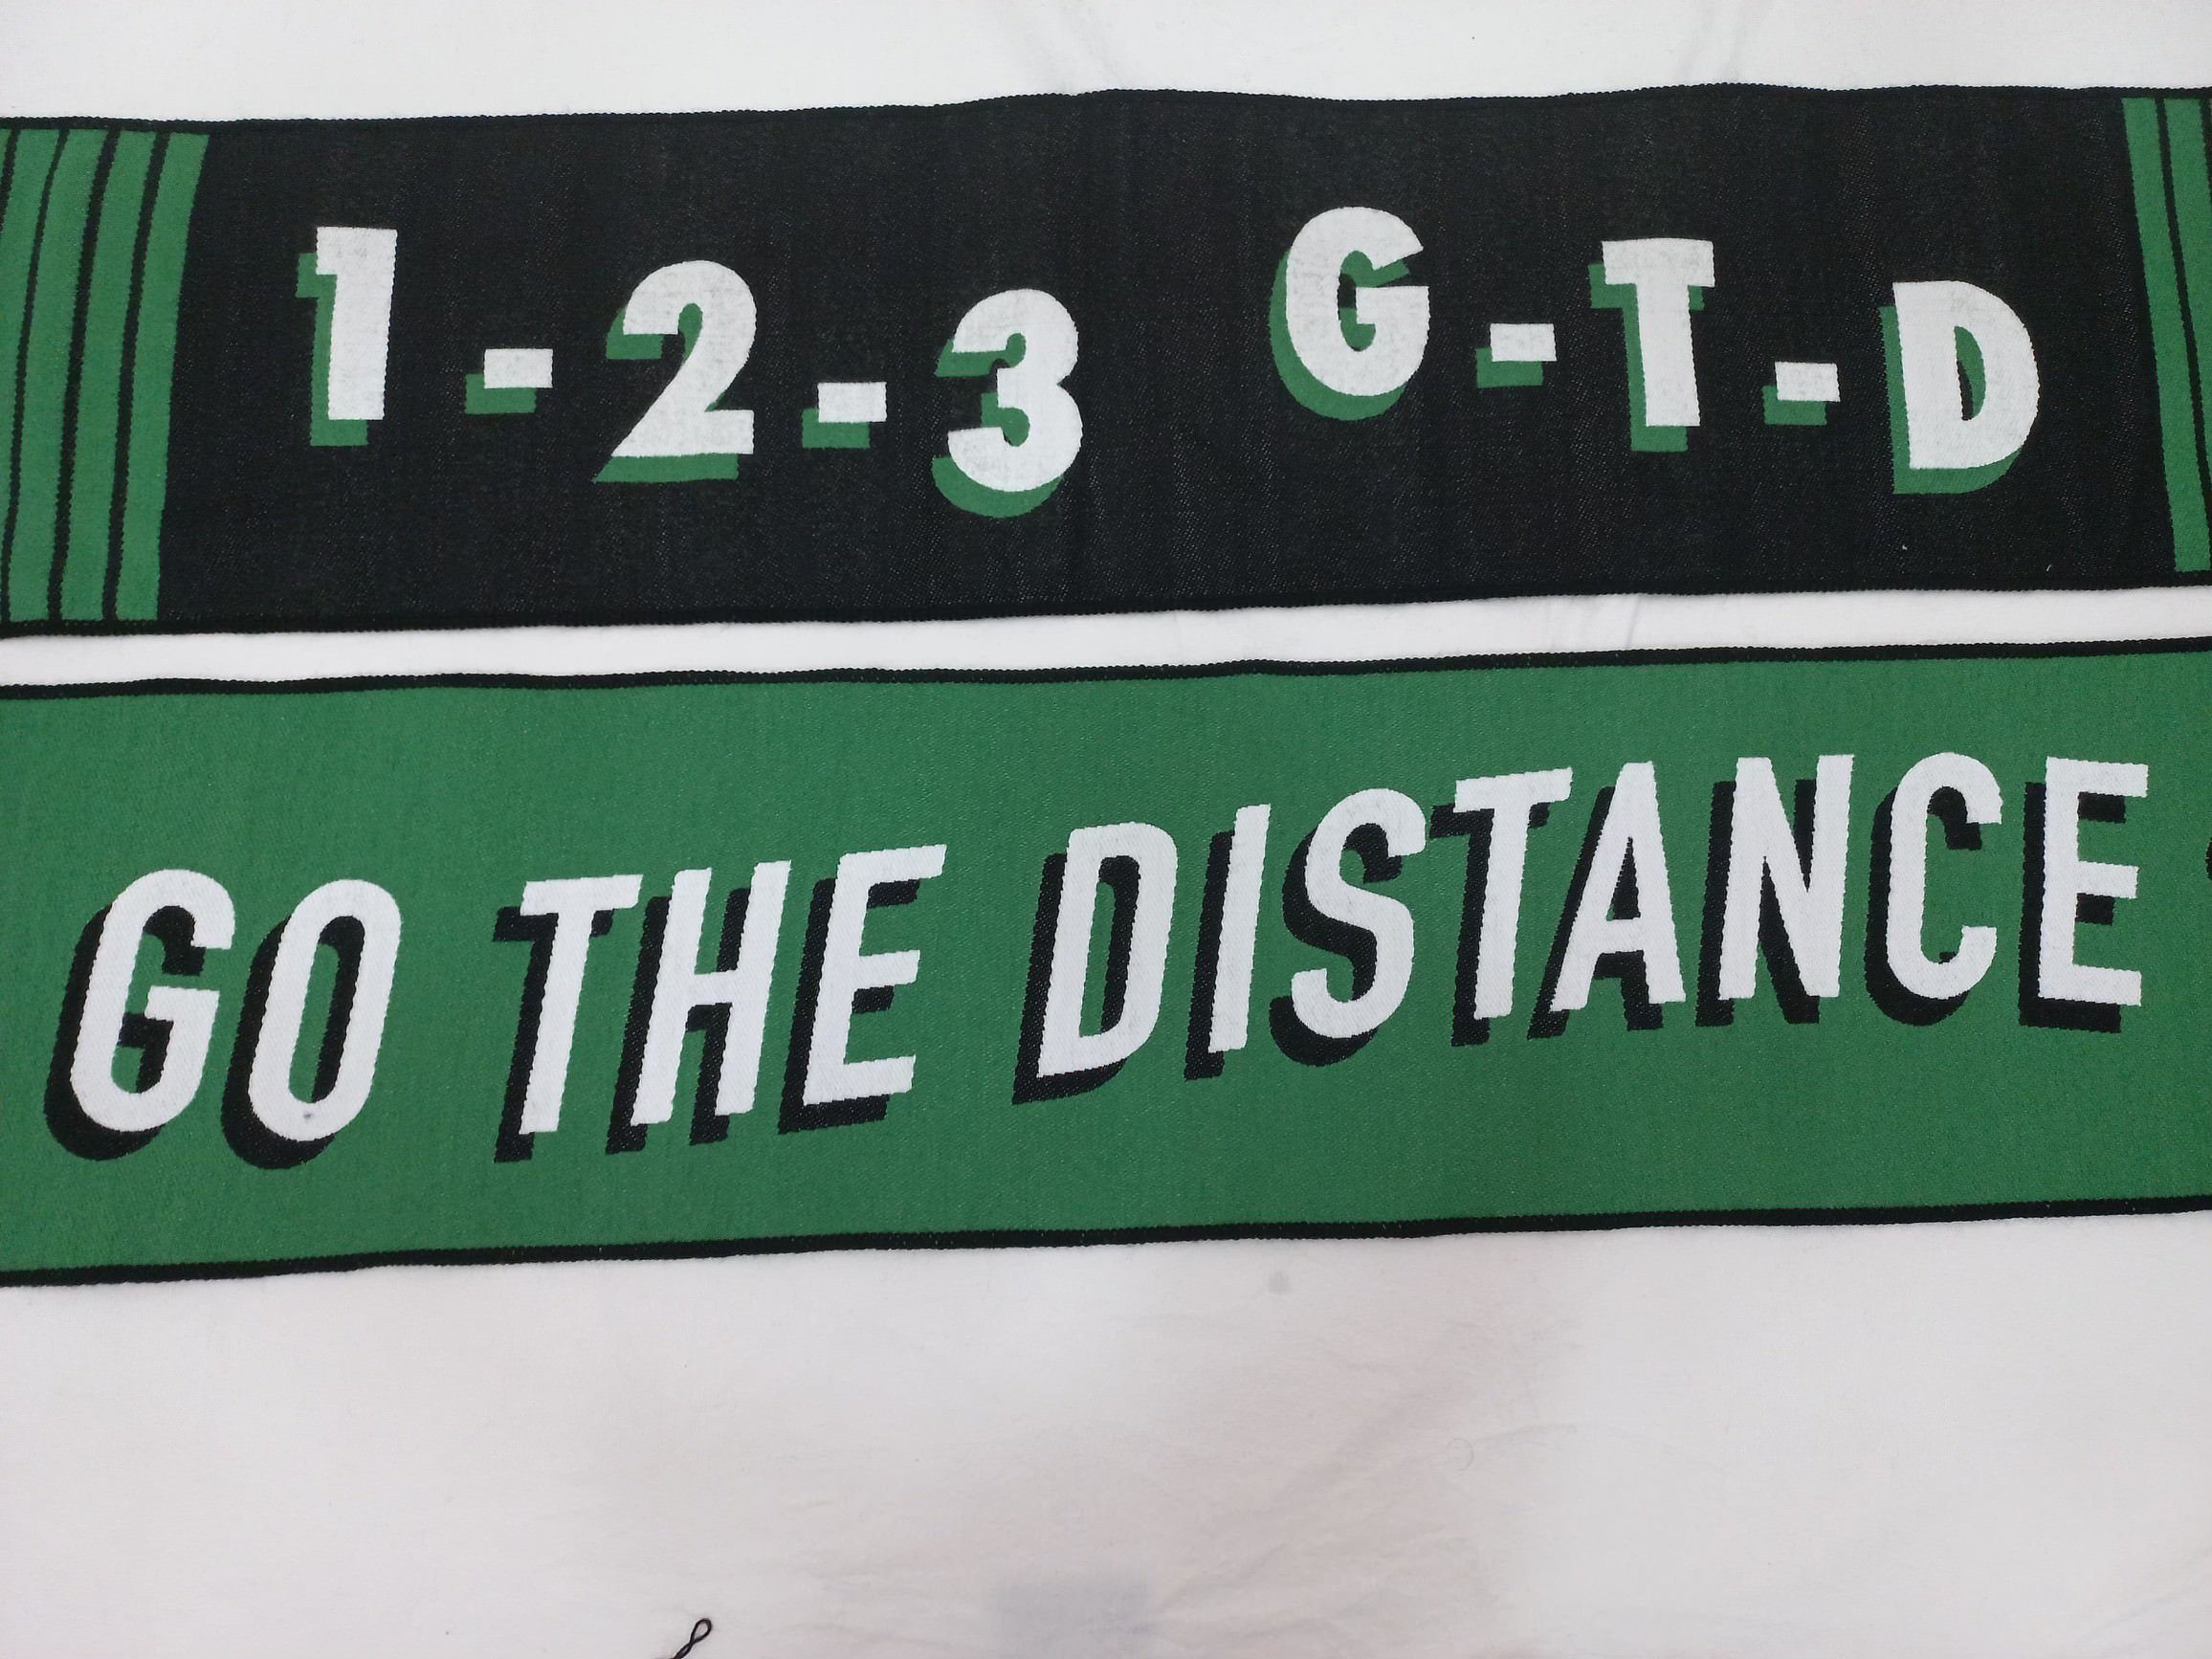 1-2-3 G-T-D
GO THE DISTANCE